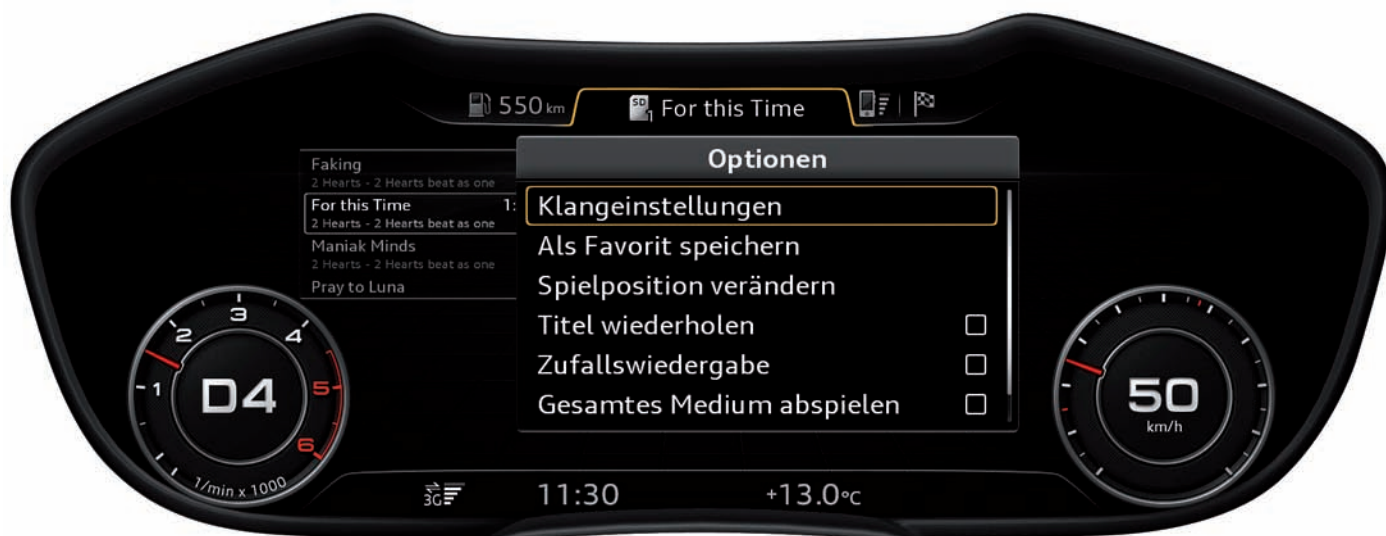 550 km
SD 1 For this Time
Faking
2 Hearts - 2 Hearts beat as one
For this Time 1:
2 Hearts - 2 Hearts beat as one
Maniak Minds
2 Hearts - 2 Hearts beat as one
Pray to Luna
Optionen
Klangeinstellungen
Als Favorit speichern
Spielposition verändern
Titel wiederholen
Zufallswiedergabe
Gesamtes Medium abspielen
1
2
3
4
5
6
D4
1/min x 1000
50
km/h
3G
11:30
+13.0°C